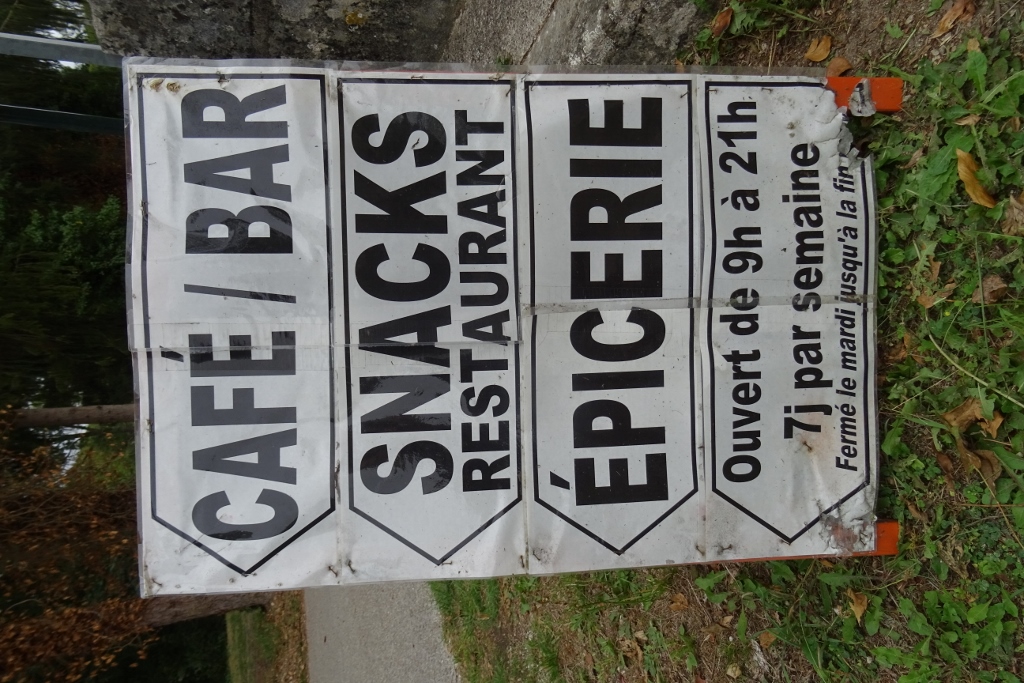 CAFÉ / BAR
SNACKS
RESTAURANT
ÉPICERIE
Ouvert de 9h à 21h
7j par semaine
Fermé le mardi jusqu'à la fin